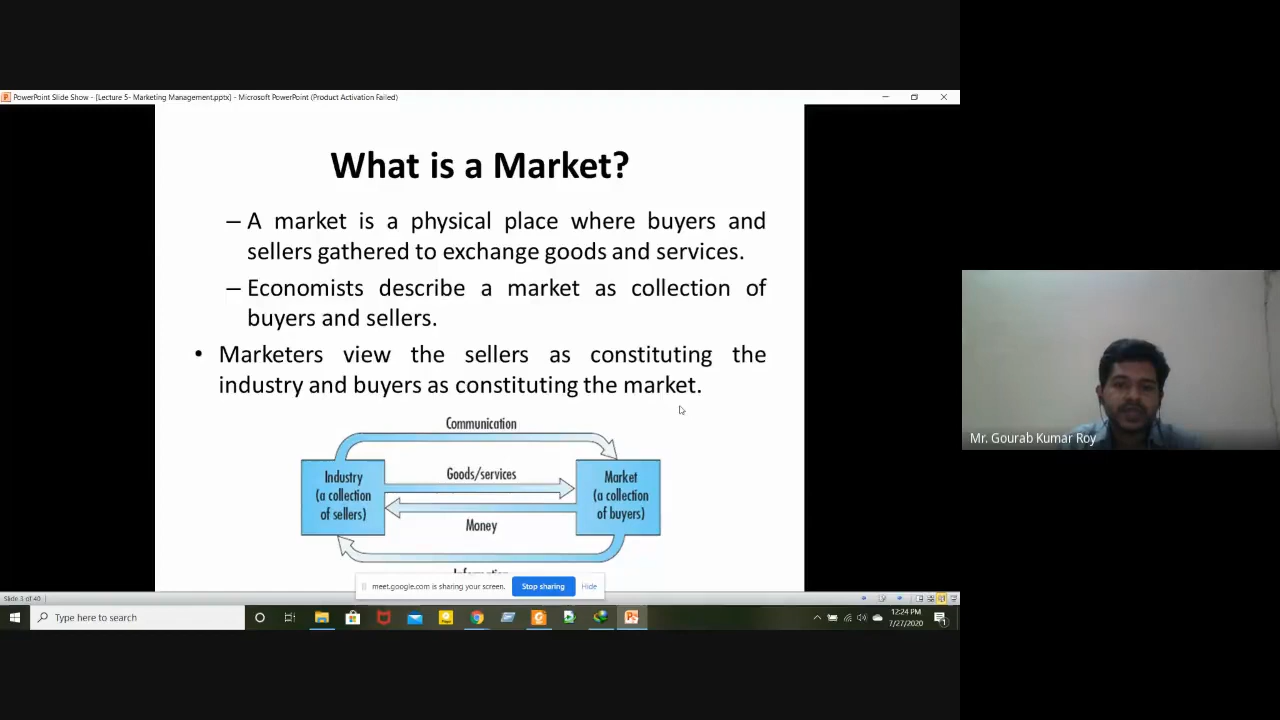 PowerPoint Slide Show - [Lecture 5- Marketing Management.pptx] - Microsoft PowerPoint (Product Activation Failed)
What is a Market?
– A market is a physical place where buyers and
sellers gathered to exchange goods and services.
– Economists describe a market as collection of
buyers and sellers.
• Marketers view the sellers as constituting the
industry and buyers as constituting the market.
Communication
Industry
(a collection
of sellers)
Goods/services
Money
Market
(a collection
of buyers)
meet.google.com is sharing your screen.
Stop sharing
Hide
Slide 3 of 40
Type here to search
12:24 PM
7/27/2020
Mr. Gourab Kumar Roy